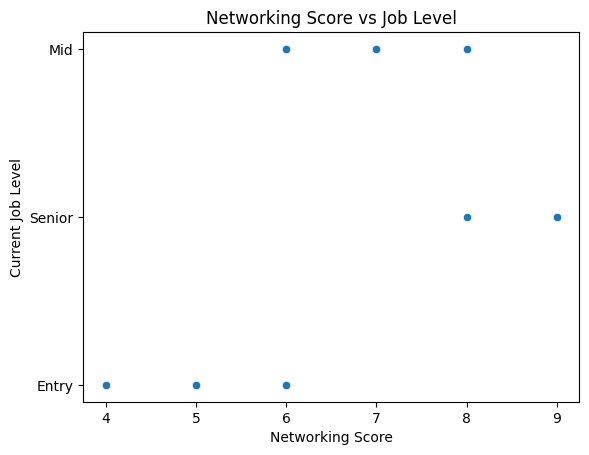 Networking Score vs Job Level
Current Job Level
Mid
Senior
Entry
4 5 6 7 8 9
Networking Score